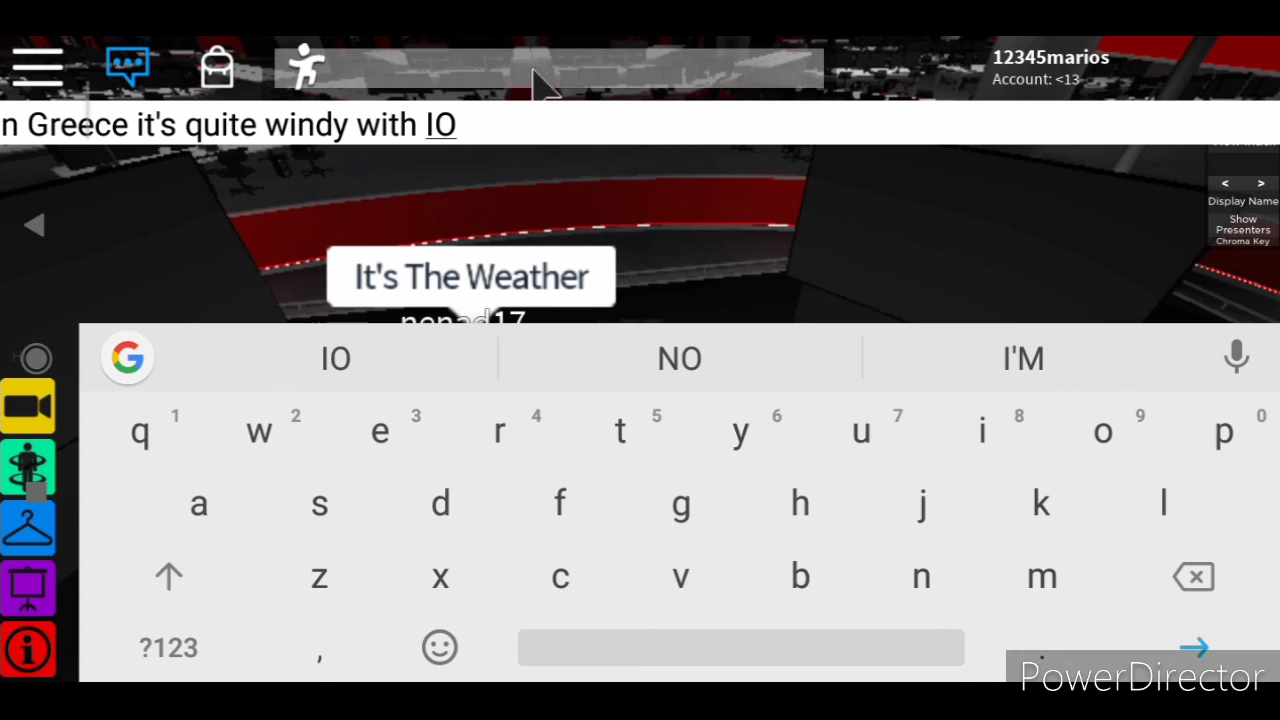 12345marios
Account: <13
n Greece it's quite windy with IO
< >
Display Name
Show
Presenters
Chroma Key
It's The Weather
IO NO I'M
q 1 w 2 e 3 r 4 t 5 y 6 u 7 i 8 o 9 p 0
a s d f g h j k l
z x c v b n m
?123 , .
PowerDirector